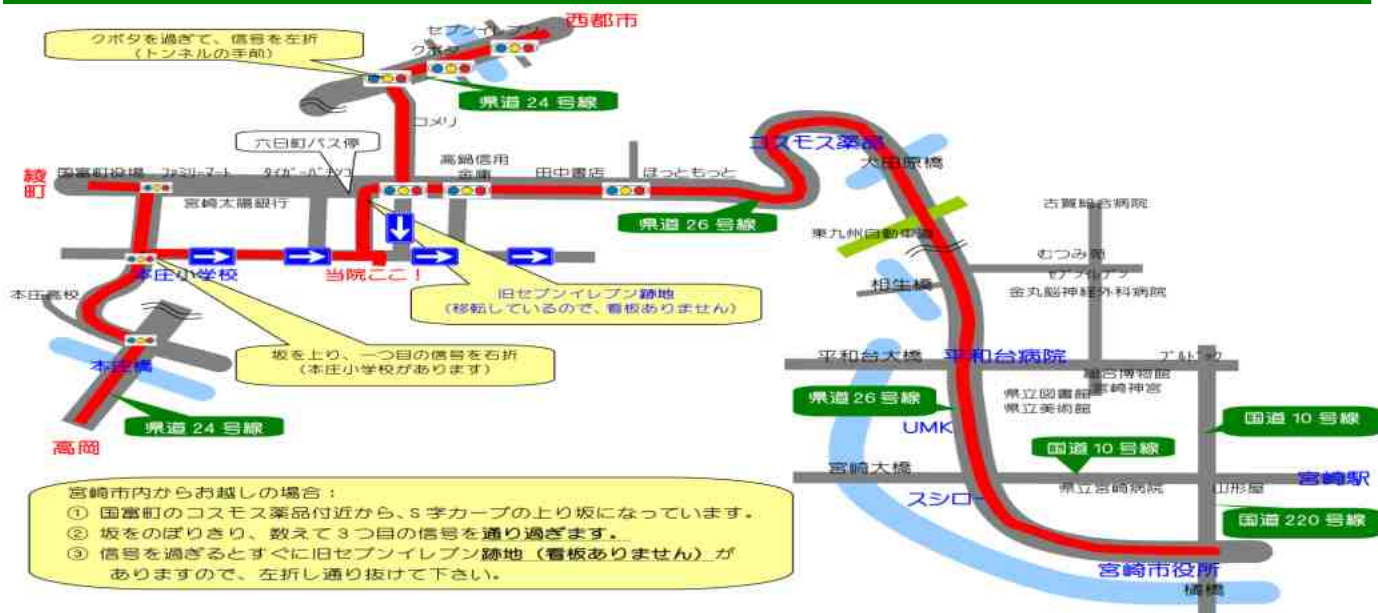 西都市
セブンイレブン
クボタを過ぎて、信号を左折
(トンネルの手前)
クボタ
県道24号線
コメリ
六日町バス停
コスモス薬品
高鍋信用
金庫
田中書店
ほっともっと
太田原橋
綾町
国富町役場
ファミリーマート
宮崎太陽銀行
県道26号線
古賀総合病院
東九州自動車道
むつみ苑
セブンイレブン
金丸脳神経外科病院
相生橋
本庄小学校
当院ここ！
本庄高校
旧セブンイレブン跡地
(移転しているので、看板ありません)
坂を上り、一つ目の信号を右折
(本庄小学校があります)
本庄橋
平和台大橋
平和台病院
総合博物館
宮崎神宮
県立図書館
県立美術館
県道26号線
UMK
国道10号線
国道10号線
県道24号線
高岡
宮崎大橋
宮崎駅
県立宮崎病院
山形屋
スシロー
国道220号線
宮崎市役所
橘橋
宮崎市内からお越しの場合：
① 国富町のコスモス薬品付近から、S字カーブの上り坂になっています。
② 坂をのぼりきり、数えて3つ目の信号を通り過ぎます。
③ 信号を過ぎるとすぐに旧セブンイレブン跡地（看板ありません）が
ありますので、左折し通り抜けて下さい。